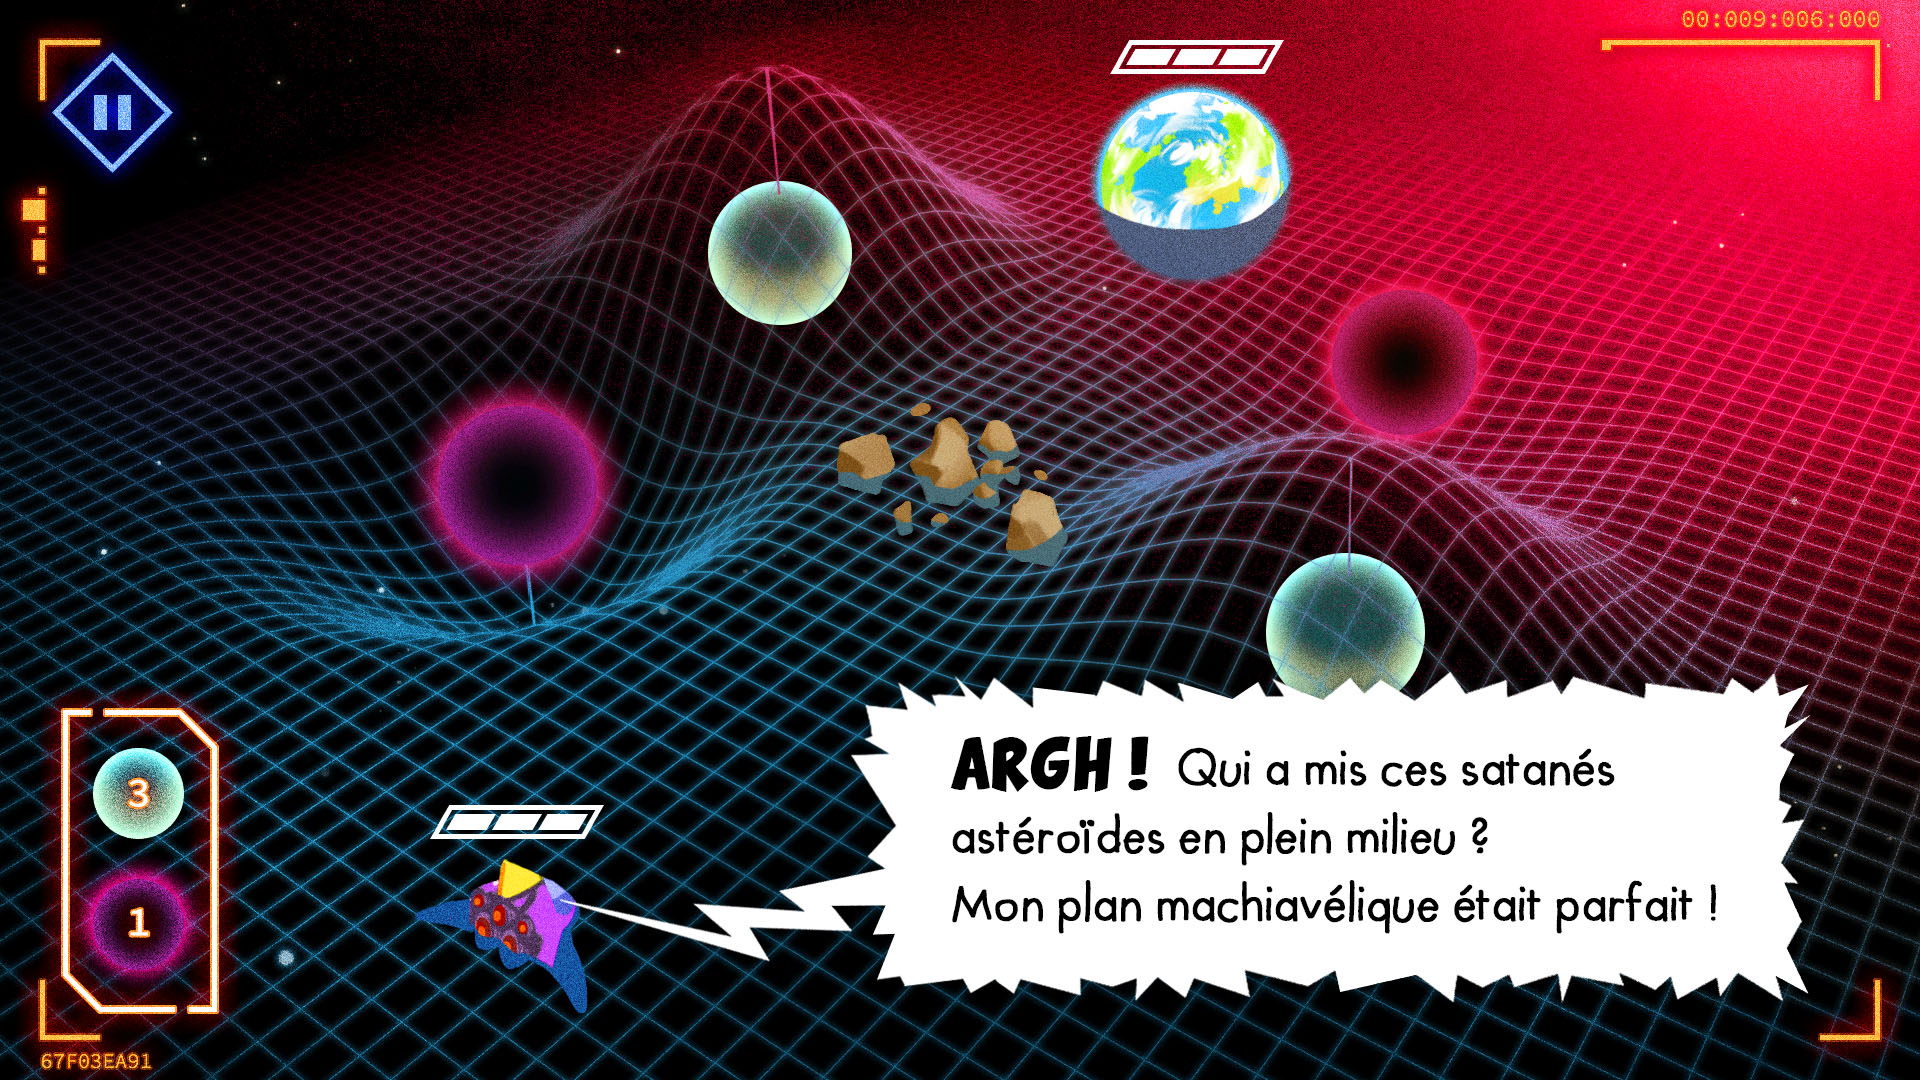 00:009:006:000
3
1
ARGH ! Qui a mis ces satanés
astéroïdes en plein milieu ?
Mon plan machiavélique était parfait !
67F03EA91